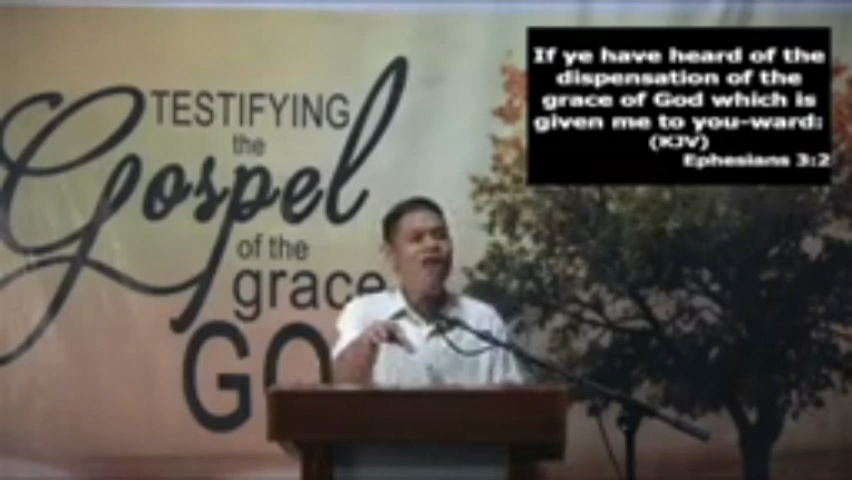 TESTIFYING
the
Gospel
of the
grace
GO
If ye have heard of the
dispensation of the
grace of God which is
given me to you-ward:
(KJV)
Ephesians 3:2